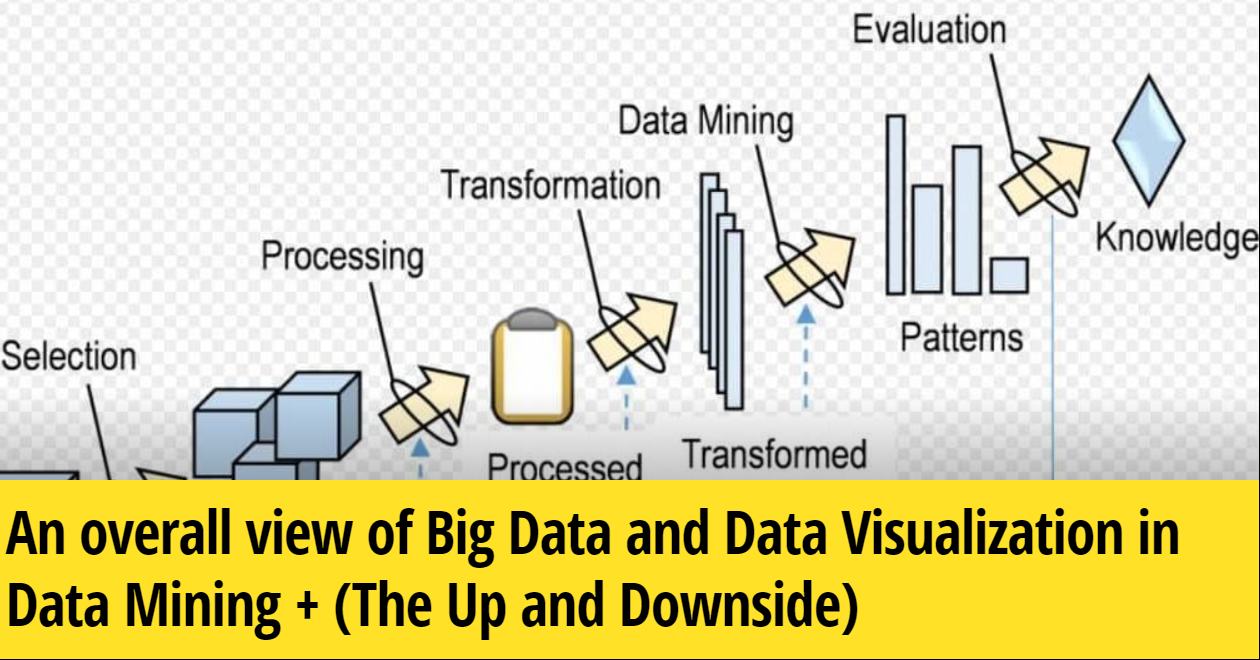 Evaluation
Data Mining
Transformation
Knowledge
Processing
Patterns
Selection
Transformed
Processed
An overall view of Big Data and Data Visualization in
Data Mining + (The Up and Downside)